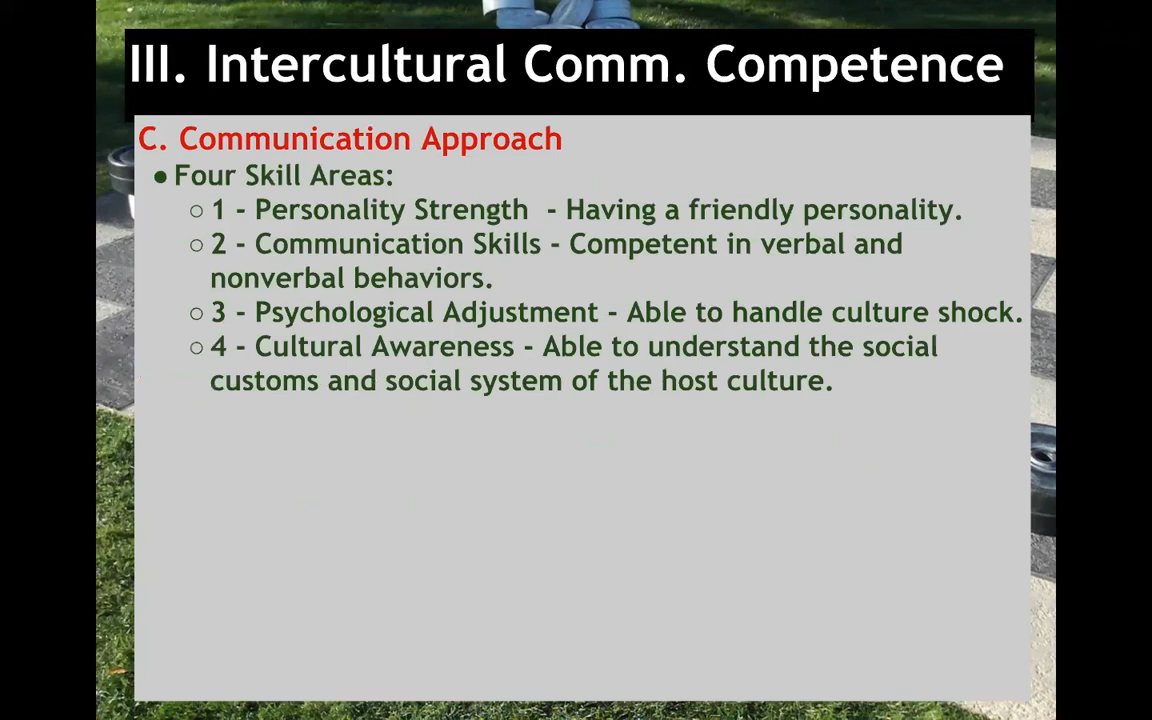 III. Intercultural Comm. Competence
C. Communication Approach
● Four Skill Areas:
○ 1 - Personality Strength - Having a friendly personality.
○ 2 - Communication Skills - Competent in verbal and
nonverbal behaviors.
○ 3 - Psychological Adjustment - Able to handle culture shock.
○ 4 - Cultural Awareness - Able to understand the social
customs and social system of the host culture.